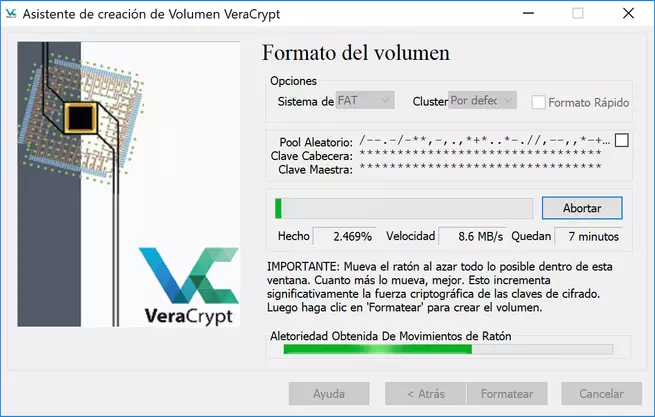 Asistente de creación de Volumen VeraCrypt
Formato del volumen
Opciones
Sistema de FAT Cluster Por defec Formato Rápido
Pool Aleatorio: /--.-/-**,-,.,*+*..*-.//,--,,*-+...
Clave Cabecera: ********************************
Clave Maestra: ********************************
Abortar
Hecho 2.469% Velocidad 8.6 MB/s Quedan 7 minutos
IMPORTANTE: Mueva el ratón al azar todo lo posible dentro de esta
ventana. Cuanto más lo mueva, mejor. Esto incrementa
significativamente la fuerza criptográfica de las claves de cifrado.
Luego haga clic en 'Formatear' para crear el volumen.
VeraCrypt
Aletoriedad Obtenida De Movimientos de Ratón
Ayuda < Atrás Formatear Cancelar